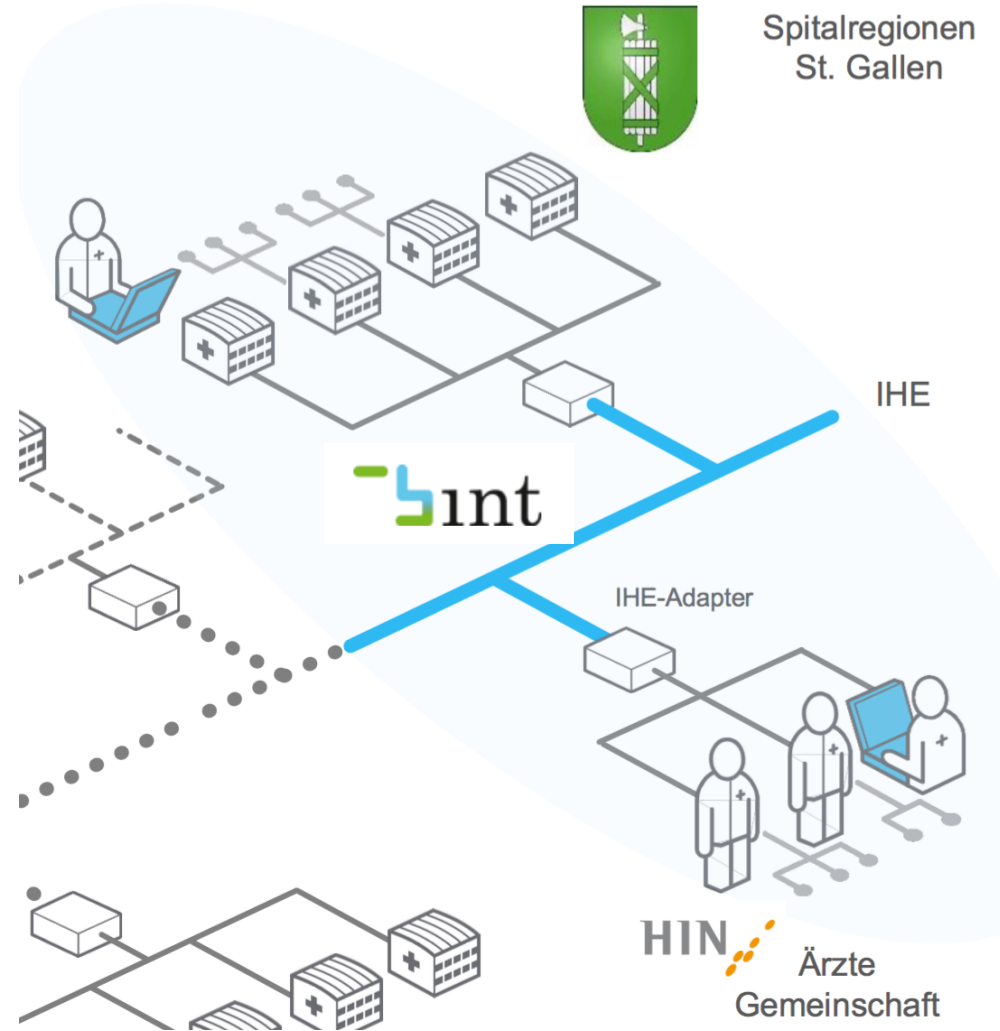 Spitalregionen
St. Gallen
IHE
bint
IHE-Adapter
HIN
Ärzte
Gemeinschaft